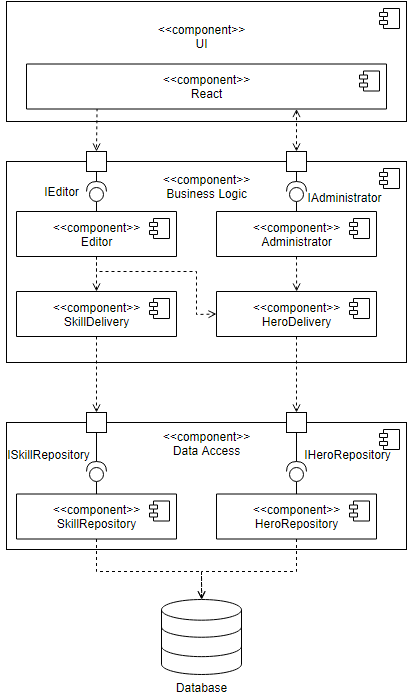 <<component>>
UI
<<component>>
React
IEditor
<<component>>
Business Logic
IAdministrator
<<component>>
Editor
<<component>>
Administrator
<<component>>
SkillDelivery
<<component>>
HeroDelivery
<<component>>
Data Access
ISkillRepository
IHeroRepository
<<component>>
SkillRepository
<<component>>
HeroRepository
Database